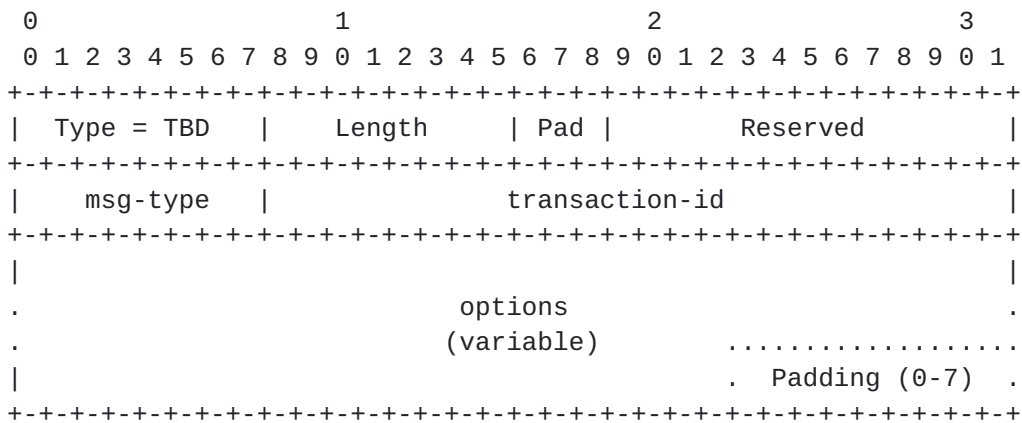 0                   1                   2                   3
 0 1 2 3 4 5 6 7 8 9 0 1 2 3 4 5 6 7 8 9 0 1 2 3 4 5 6 7 8 9 0 1
+-+-+-+-+-+-+-+-+-+-+-+-+-+-+-+-+-+-+-+-+-+-+-+-+-+-+-+-+-+-+-+-+
|  Type = TBD   |    Length     | Pad |        Reserved         |
+-+-+-+-+-+-+-+-+-+-+-+-+-+-+-+-+-+-+-+-+-+-+-+-+-+-+-+-+-+-+-+-+
|    msg-type   |               transaction-id                  |
+-+-+-+-+-+-+-+-+-+-+-+-+-+-+-+-+-+-+-+-+-+-+-+-+-+-+-+-+-+-+-+-+
|                                                               |
.                            options                            .
.                           (variable)        ...................
|                                             .  Padding (0-7)  .
+-+-+-+-+-+-+-+-+-+-+-+-+-+-+-+-+-+-+-+-+-+-+-+-+-+-+-+-+-+-+-+-+